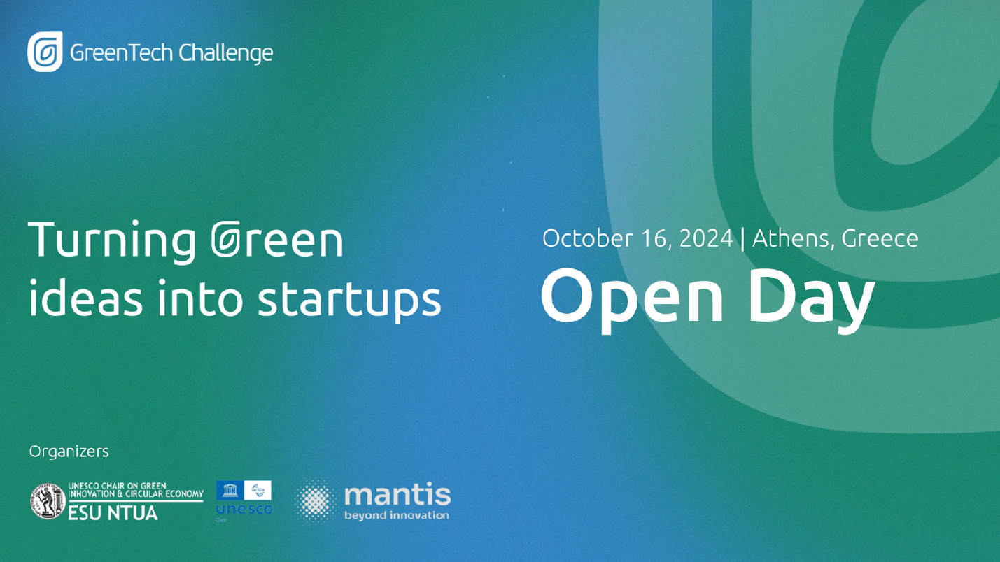 GreenTech Challenge
Turning Green
ideas into startups
October 16, 2024 | Athens, Greece
Open Day
Organizers
UNESCO CHAIR ON GREEN
INNOVATION & CIRCULAR ECONOMY
ESU NTUA
unesco
Chair
mantis
beyond innovation